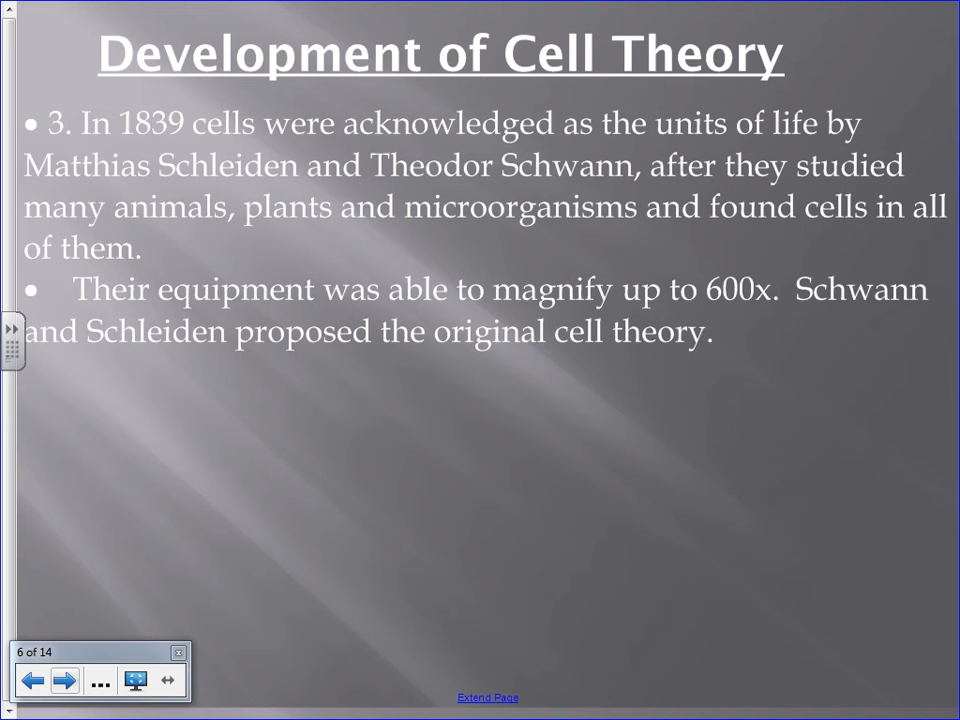 Development of Cell Theory
• 3. In 1839 cells were acknowledged as the units of life by
Matthias Schleiden and Theodor Schwann, after they studied
many animals, plants and microorganisms and found cells in all
of them.
• Their equipment was able to magnify up to 600x. Schwann
and Schleiden proposed the original cell theory.
6 of 14
x
...
Extend Page